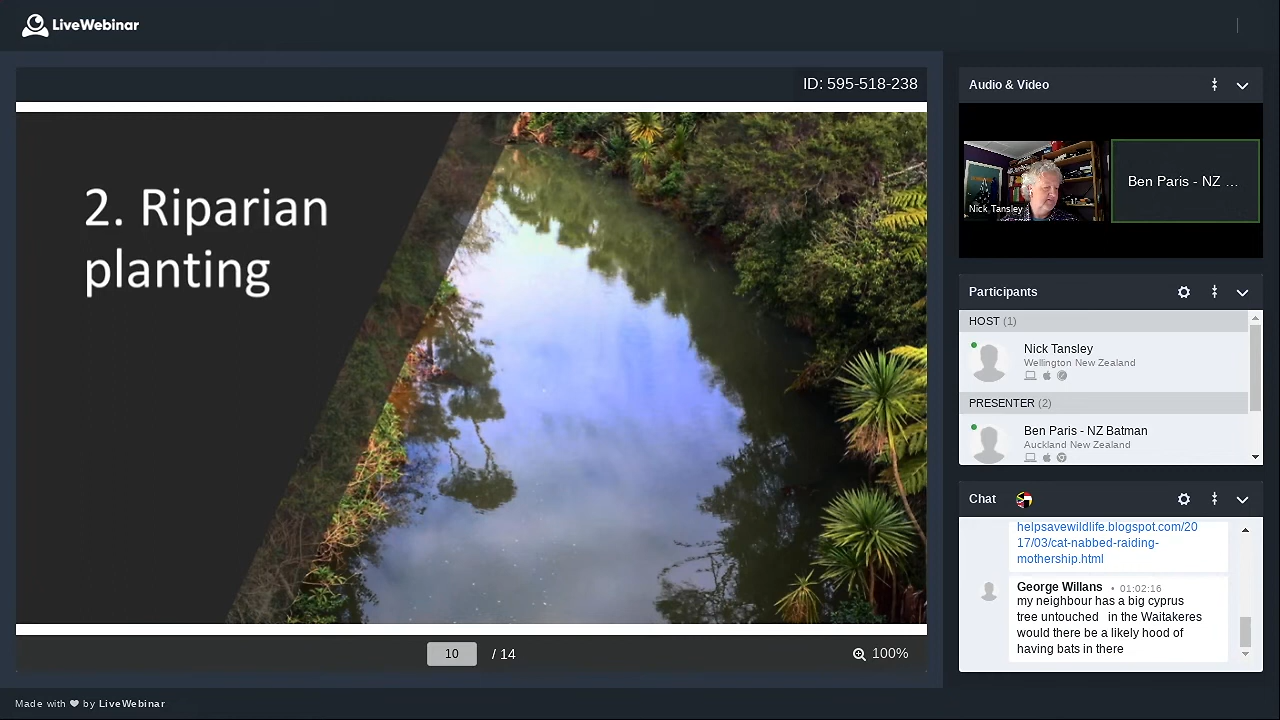 LiveWebinar
ID: 595-518-238
2. Riparian
planting
10 / 14
100%
Made with by LiveWebinar
Audio & Video
Nick Tansley
Ben Paris - NZ ...
Participants
HOST (1)
Nick Tansley
Wellington New Zealand
PRESENTER (2)
Ben Paris - NZ Batman
Auckland New Zealand
Chat
helpsavewildlife.blogspot.com/20
17/03/cat-nabbed-raiding-
mothership.html
George Willans • 01:02:16
my neighbour has a big cyprus
tree untouched in the Waitakeres
would there be a likely hood of
having bats in there